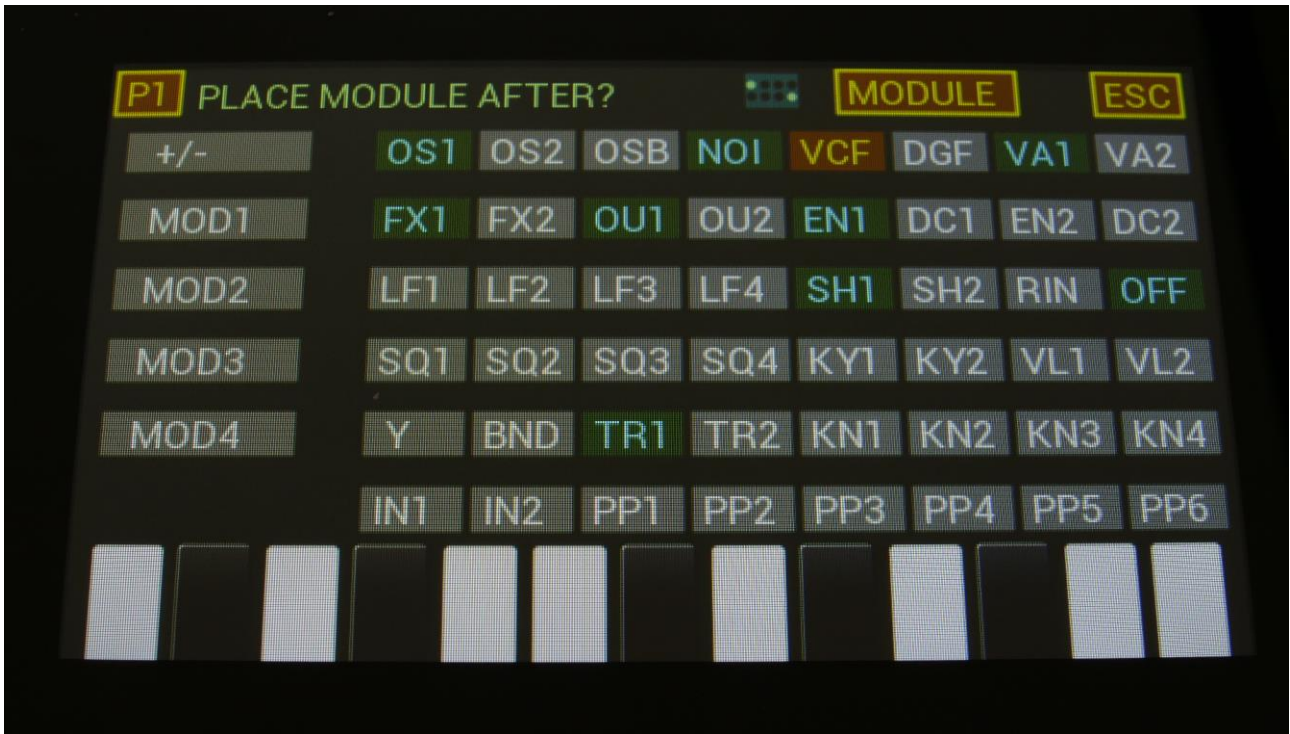 P1 PLACE MODULE AFTER? MODULE ESC
+/- OS1 OS2 OSB NOI VCF DGF VA1 VA2
MOD1 FX1 FX2 OU1 OU2 EN1 DC1 EN2 DC2
MOD2 LF1 LF2 LF3 LF4 SH1 SH2 RIN OFF
MOD3 SQ1 SQ2 SQ3 SQ4 KY1 KY2 VL1 VL2
MOD4 Y BND TR1 TR2 KN1 KN2 KN3 KN4
IN1 IN2 PP1 PP2 PP3 PP4 PP5 PP6